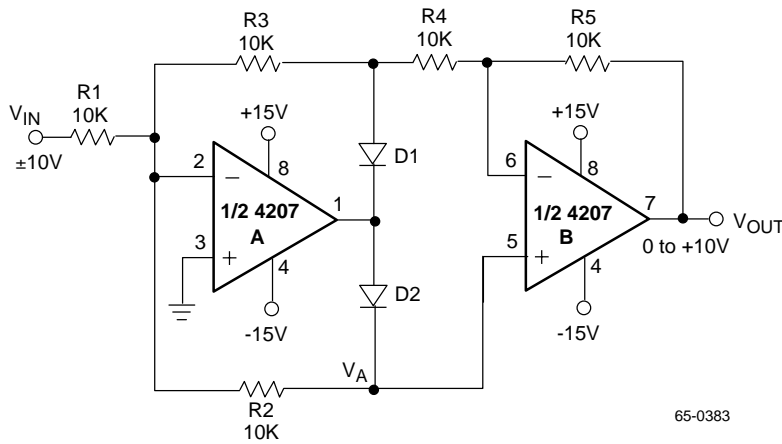 R3
10K
R4
10K
R5
10K
VIN
R1
10K
±10V
+15V
+15V
D1
2
–
8
6
–
8
1/2 4207
A
1
1/2 4207
B
7
VOUT
0 to +10V
3
+
4
5
+
4
D2
-15V
-15V
VA
R2
10K
65-0383